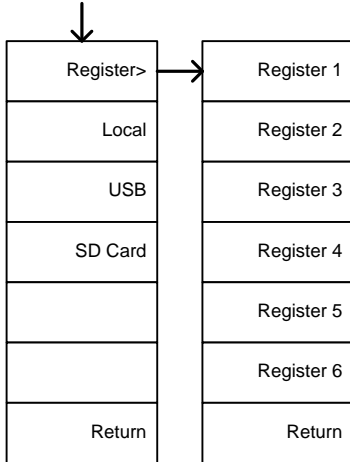 Register>
Local
USB
SD Card
Return
Register 1
Register 2
Register 3
Register 4
Register 5
Register 6
Return